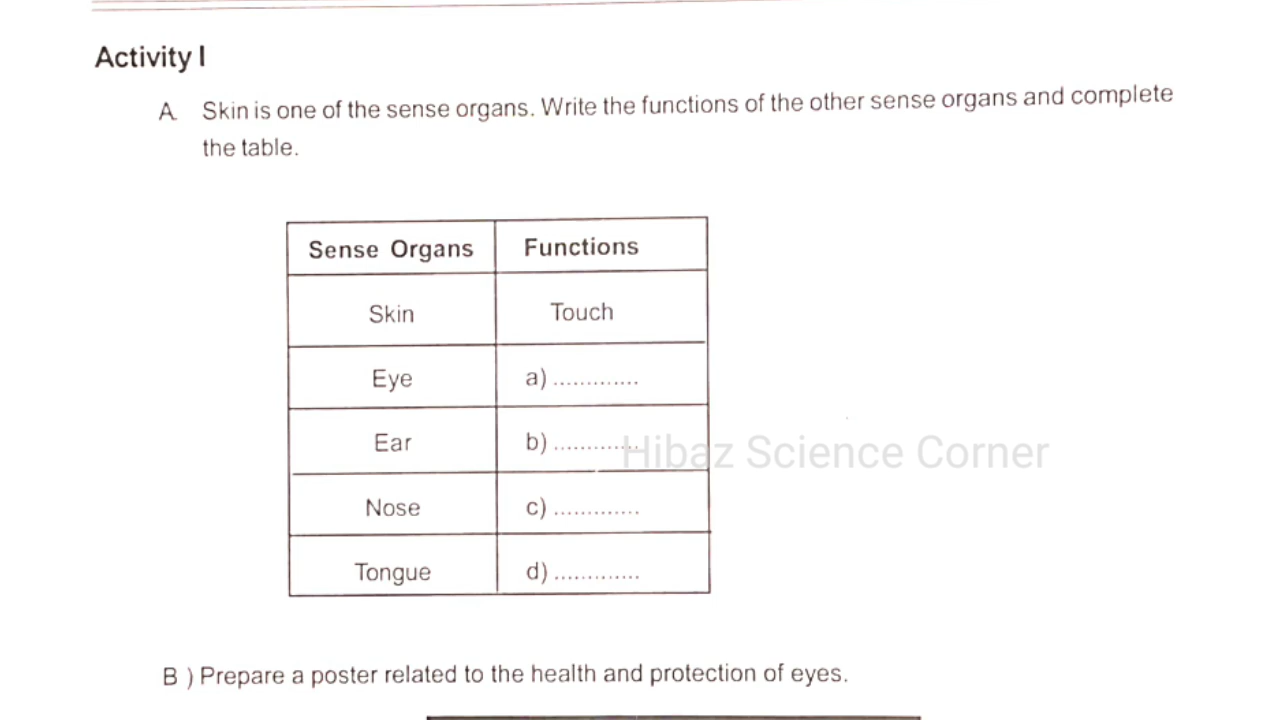 Activity I
A Skin is one of the sense organs. Write the functions of the other sense organs and complete
the table.
Sense Organs Functions
Skin Touch
Eye a) .............
Ear b) .............
Hibaz Science Corner
Nose c) .............
Tongue d) .............
B ) Prepare a poster related to the health and protection of eyes.